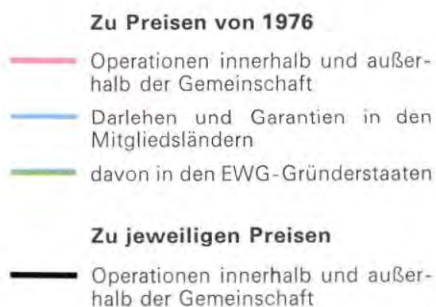 Zu Preisen von 1976
Operationen innerhalb und außer-
halb der Gemeinschaft
Darlehen und Garantien in den
Mitgliedsländern
davon in den EWG-Gründerstaaten
Zu jeweiligen Preisen
Operationen innerhalb und außer-
halb der Gemeinschaft